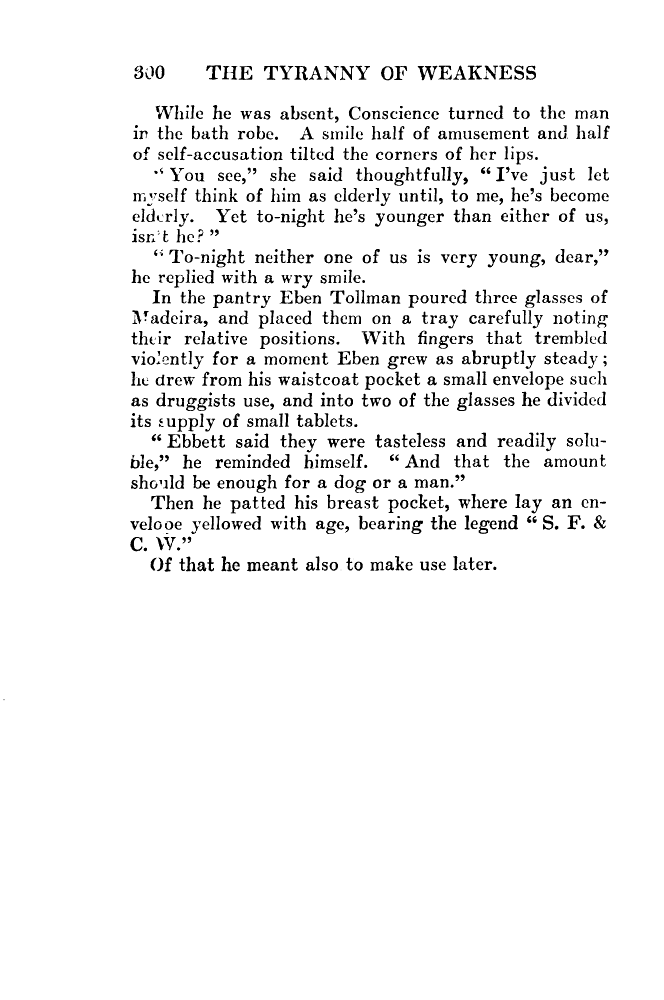 300 THE TYRANNY OF WEAKNESS
While he was absent, Conscience turned to the man
in the bath robe. A smile half of amusement and half
of self-accusation tilted the corners of her lips.
“ You see,” she said thoughtfully, “ I’ve just let
myself think of him as elderly until, to me, he’s become
elderly. Yet to-night he’s younger than either of us,
isn’t he? ”
“ To-night neither one of us is very young, dear,”
he replied with a wry smile.
In the pantry Eben Tollman poured three glasses of
Madeira, and placed them on a tray carefully noting
their relative positions. With fingers that trembled
violently for a moment Eben grew as abruptly steady;
he drew from his waistcoat pocket a small envelope such
as druggists use, and into two of the glasses he divided
its supply of small tablets.
“ Ebbett said they were tasteless and readily solu-
ble,” he reminded himself. “ And that the amount
should be enough for a dog or a man.”
Then he patted his breast pocket, where lay an en-
velope yellowed with age, bearing the legend “ S. F. &
C. W.”
Of that he meant also to make use later.